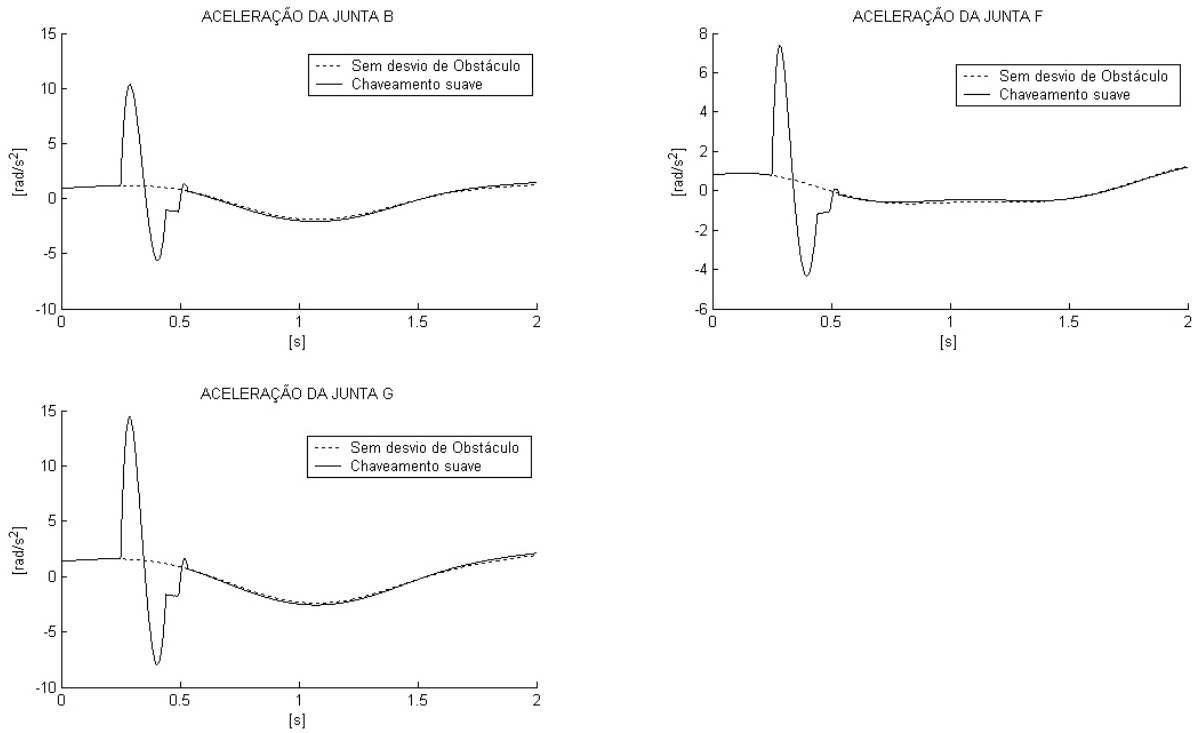 ACELERAÇÃO DA JUNTA B
15
10
5
0
-5
-10
[rad/s²]
Sem desvio de Obstáculo
Chaveamento suave
0 0.5 1 1.5 2
[s]
ACELERAÇÃO DA JUNTA F
8
6
4
2
0
-2
-4
-6
[rad/s²]
Sem desvio de Obstáculo
Chaveamento suave
0 0.5 1 1.5 2
[s]
ACELERAÇÃO DA JUNTA G
15
10
5
0
-5
-10
[rad/s²]
Sem desvio de Obstáculo
Chaveamento suave
0 0.5 1 1.5 2
[s]